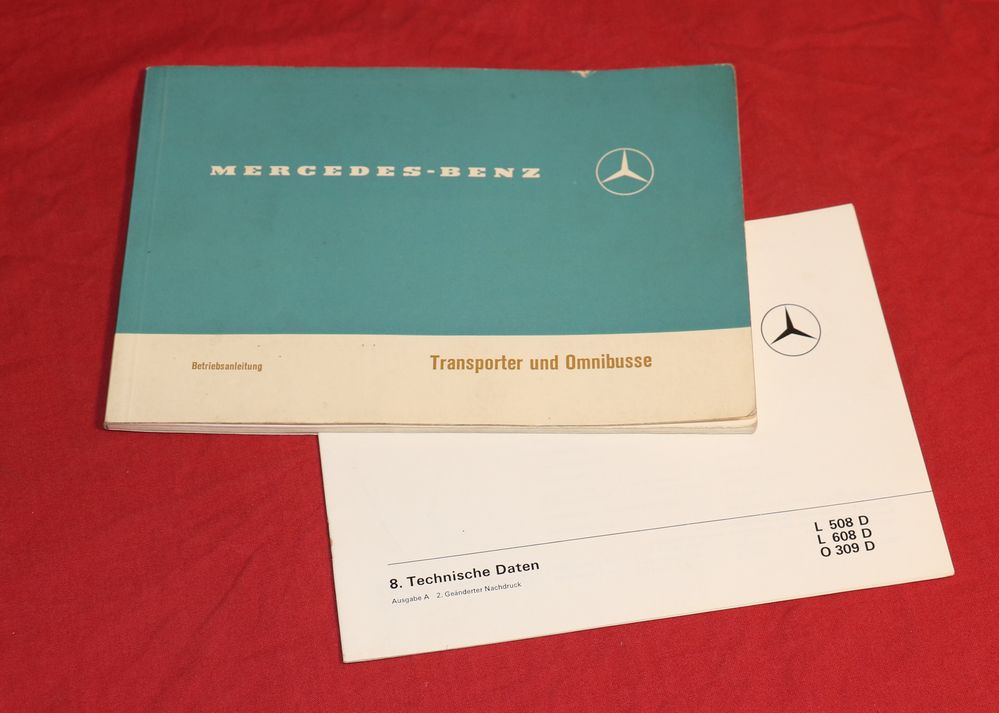 MERCEDES-BENZ
Betriebsanleitung
Transporter und Omnibusse
L 508 D
L 608 D
O 309 D
8. Technische Daten
Ausgabe A 2. Geänderter Nachdruck